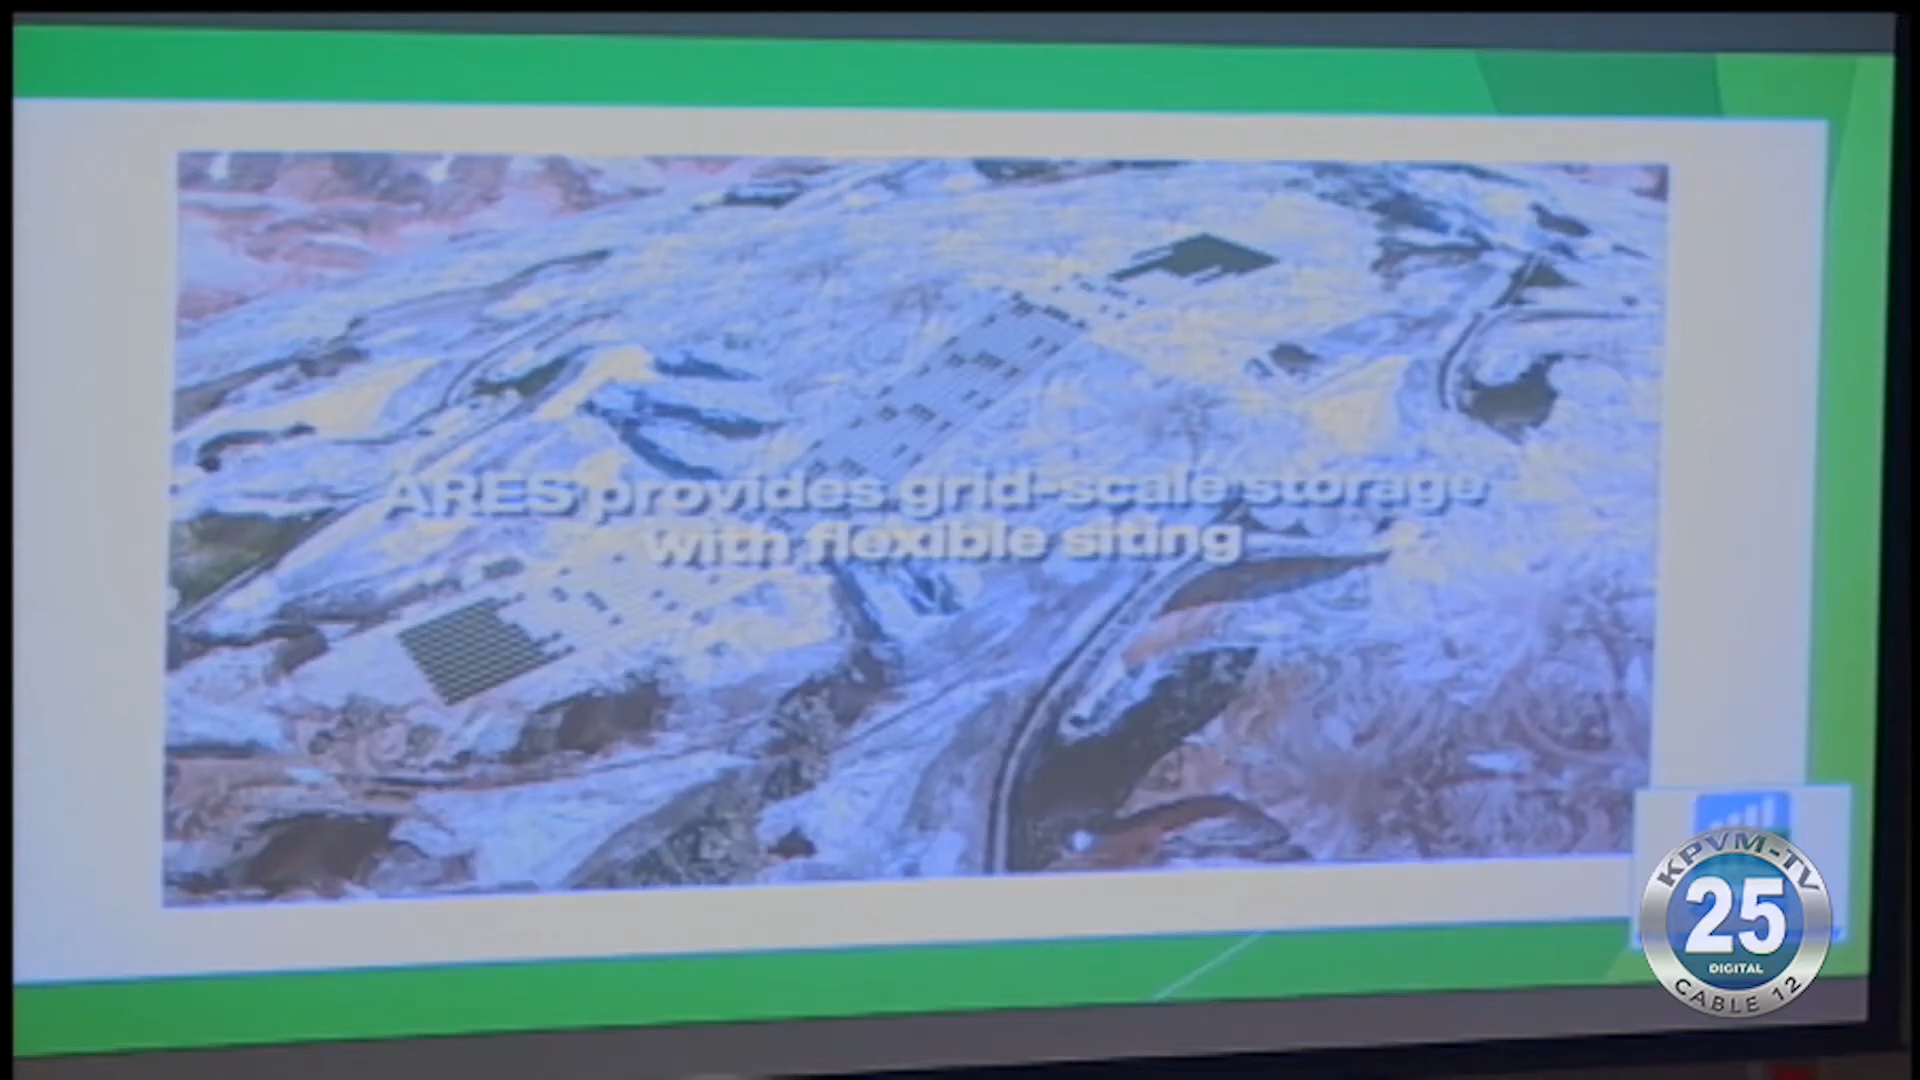 ARES provides grid-scale storage
with flexible siting
KPVM-TV
25
DIGITAL
CABLE 12